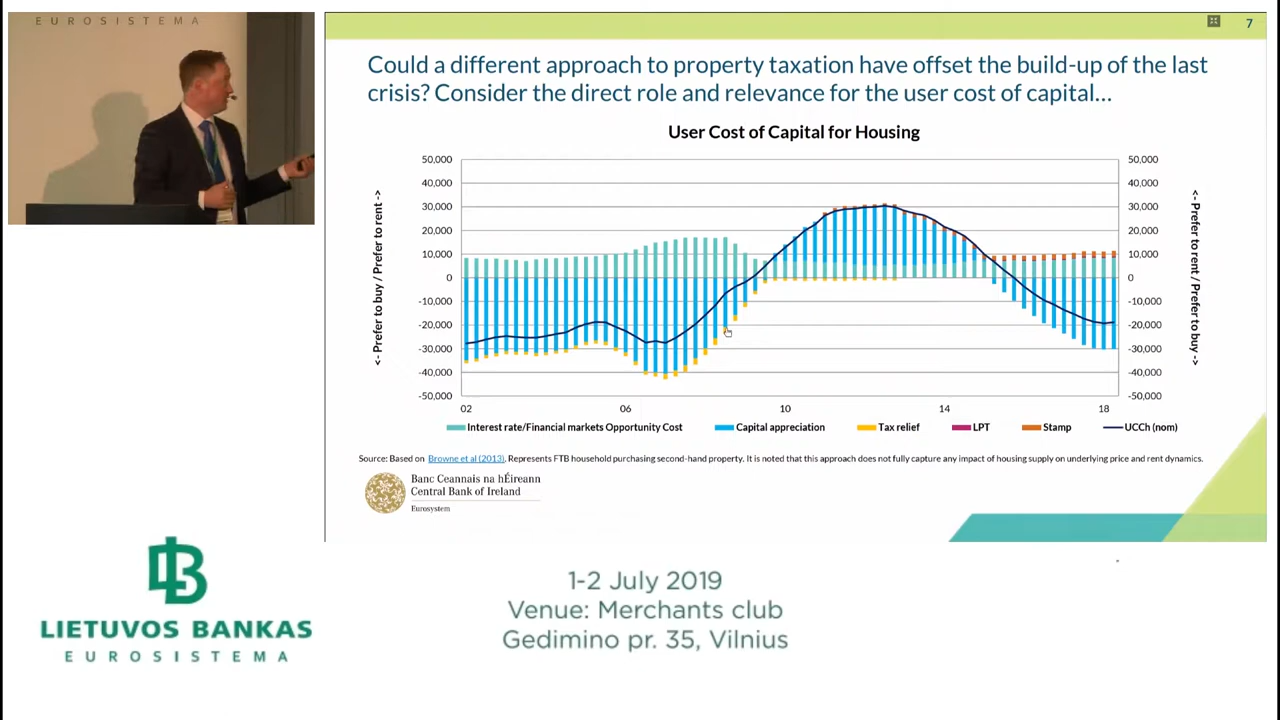 EUROSISTEMA
7
Could a different approach to property taxation have offset the build-up of the last
crisis? Consider the direct role and relevance for the user cost of capital...
User Cost of Capital for Housing
<- Prefer to buy / Prefer to rent ->
50,000
40,000
30,000
20,000
10,000
0
-10,000
-20,000
-30,000
-40,000
-50,000
50,000
40,000
30,000
20,000
10,000
0
-10,000
-20,000
-30,000
-40,000
-50,000
<- Prefer to rent / Prefer to buy ->
02 06 10 14 18
Interest rate/Financial markets Opportunity Cost Capital appreciation Tax relief LPT Stamp UCCh (nom)
Source: Based on Browne et al (2013). Represents FTB household purchasing second-hand property. It is noted that this approach does not fully capture any impact of housing supply on underlying price and rent dynamics.
Banc Ceannais na hÉireann
Central Bank of Ireland
Eurosystem
LIETUVOS BANKAS
EUROSISTEMA
1-2 July 2019
Venue: Merchants club
Gedimino pr. 35, Vilnius